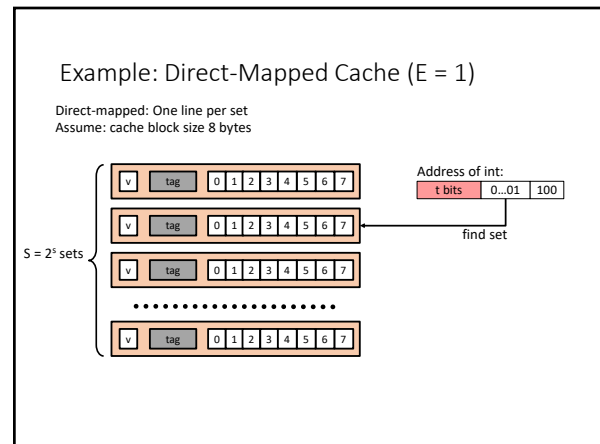 Example: Direct-Mapped Cache (E = 1)
Direct-mapped: One line per set
Assume: cache block size 8 bytes
Address of int:
t bits 0…01 100
find set
v tag 0 1 2 3 4 5 6 7
v tag 0 1 2 3 4 5 6 7
S = 2ˢ sets
v tag 0 1 2 3 4 5 6 7
v tag 0 1 2 3 4 5 6 7